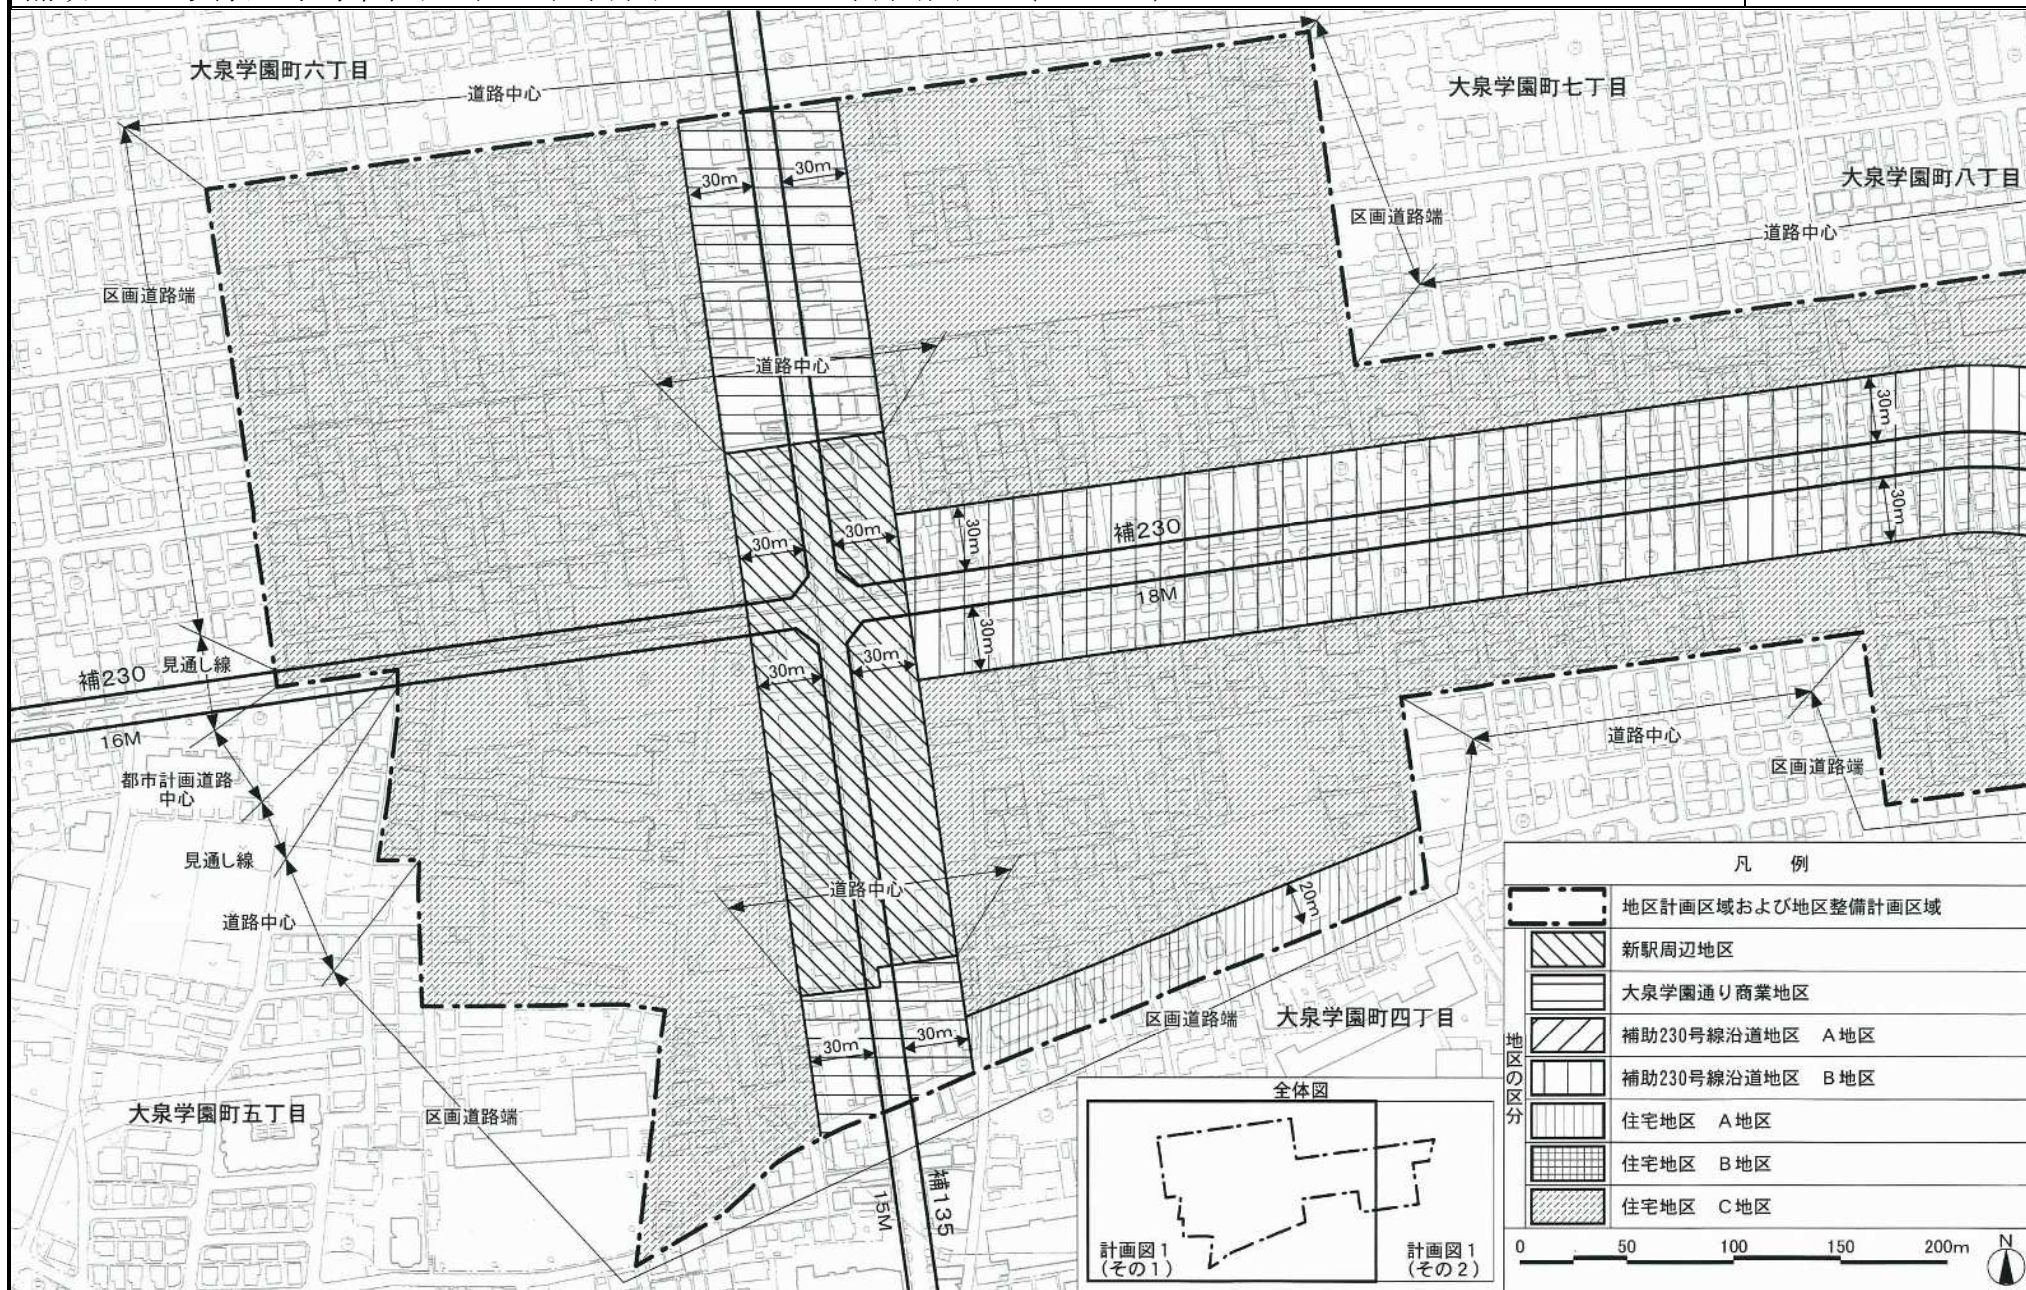 大泉学園町六丁目
道路中心
大泉学園町七丁目
大泉学園町八丁目
30m
30m
区画道路端
道路中心
区画道路端
道路中心
30m
30m
30m
30m
30m
補230
18M
30m
30m
30m
見通し線
補230
16M
都市計画道路
中心
見通し線
道路中心
道路中心
区画道路端
道路中心
20m
区画道路端
大泉学園町四丁目
30m
30m
大泉学園町五丁目
区画道路端
15M
補135
全体図
計画図1
(その1)
計画図1
(その2)
凡 例
地区計画区域および地区整備計画区域
地区の区分
新駅周辺地区
大泉学園通り商業地区
補助230号線沿道地区 A地区
補助230号線沿道地区 B地区
住宅地区 A地区
住宅地区 B地区
住宅地区 C地区
0 50 100 150 200m
N